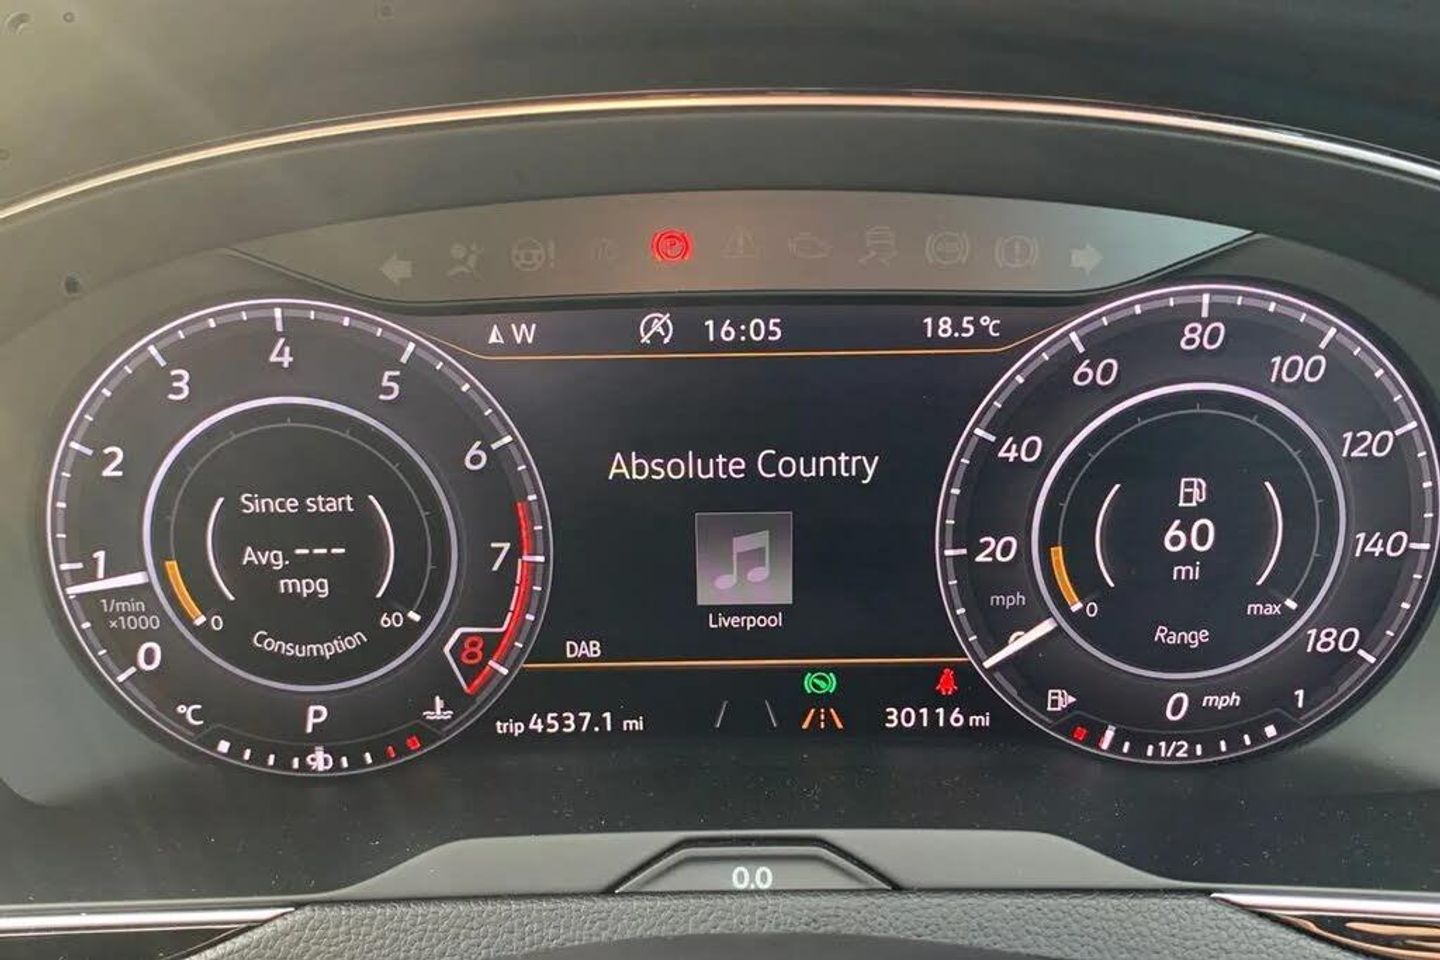 W 16:05 18.5°C
1 2 3 4 5 6 7 8
0
1/min
×1000
Since start
Avg. ---
mpg
0 60
Consumption
°C P
90
Absolute Country
Liverpool
DAB
trip 4537.1 mi
30116 mi
20 40 60 80 100 120 140 180
mph
60
mi
0 max
Range
0 mph
1/2 1
0.0